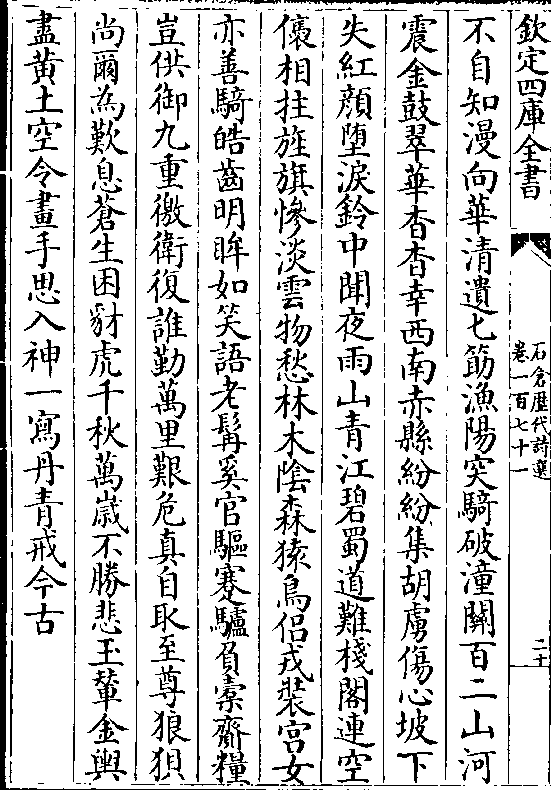 欽定四庫全書
石倉歷代詩選
卷一百七十一
二十
不自知漫向華清遺七筯漁陽突騎破潼關百二山河
震金鼓翠華杳杳幸西南赤縣紛紛集胡虜傷心坡下
失紅顔墮淚鈴中聞夜雨山青江碧蜀道難棧閣連空
儴相拄旌旗慘淡雲物愁林木陰森猿鳥侣戎裝宫女
亦善騎皓齒明眸如笑語老髯奚官驅蹇驢負橐齎糧
豈供御九重徼衛復誰勤萬里艱危真自取至尊狼狽
尚爾為歎息蒼生困豺虎千秋萬歲不勝悲玉輦金輿
盡黄土空令畫手思入神一寫丹青戒今古